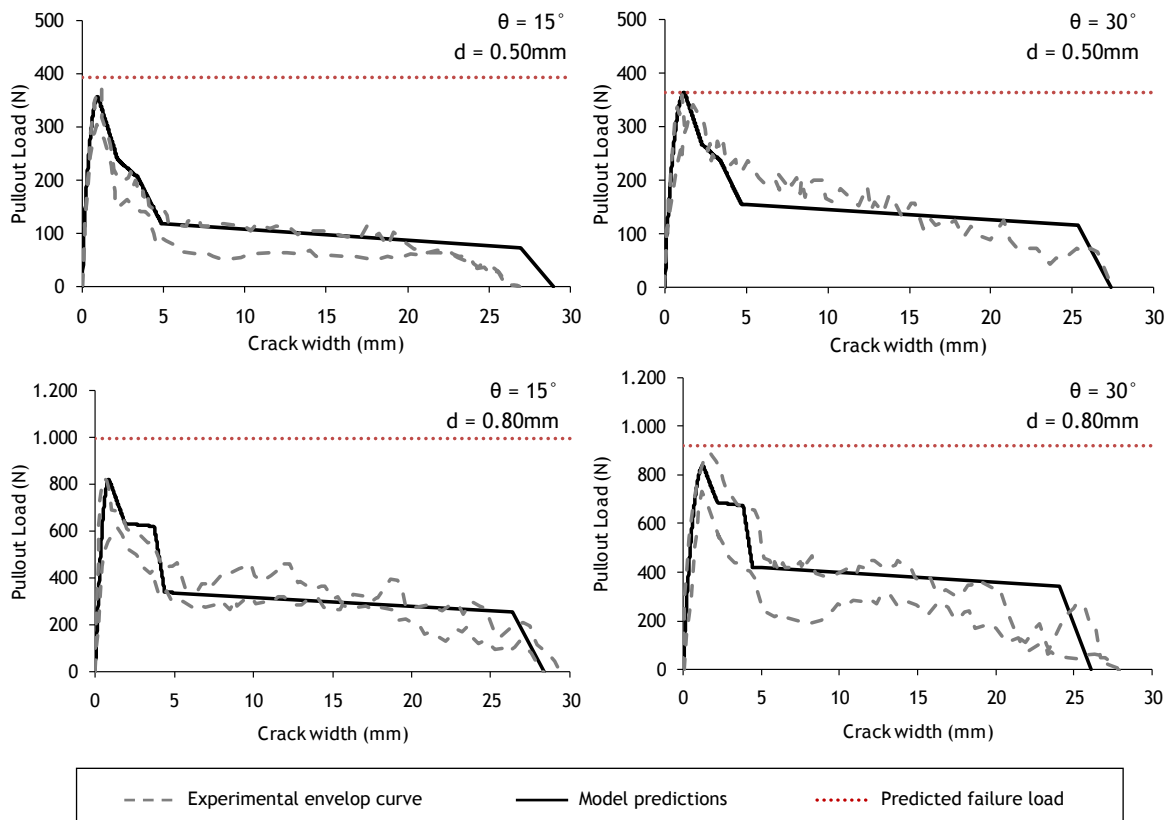 θ = 15°
d = 0.50mm
500
400
300
200
100
0
Pullout Load (N)
0 5 10 15 20 25 30
Crack width (mm)
θ = 30°
d = 0.50mm
500
400
300
200
100
0
Pullout Load (N)
0 5 10 15 20 25 30
Crack width (mm)
θ = 15°
d = 0.80mm
1.200
1.000
800
600
400
200
0
Pullout Load (N)
0 5 10 15 20 25 30
Crack width (mm)
θ = 30°
d = 0.80mm
1.200
1.000
800
600
400
200
0
Pullout Load (N)
0 5 10 15 20 25 30
Crack width (mm)
Experimental envelop curve Model predictions Predicted failure load